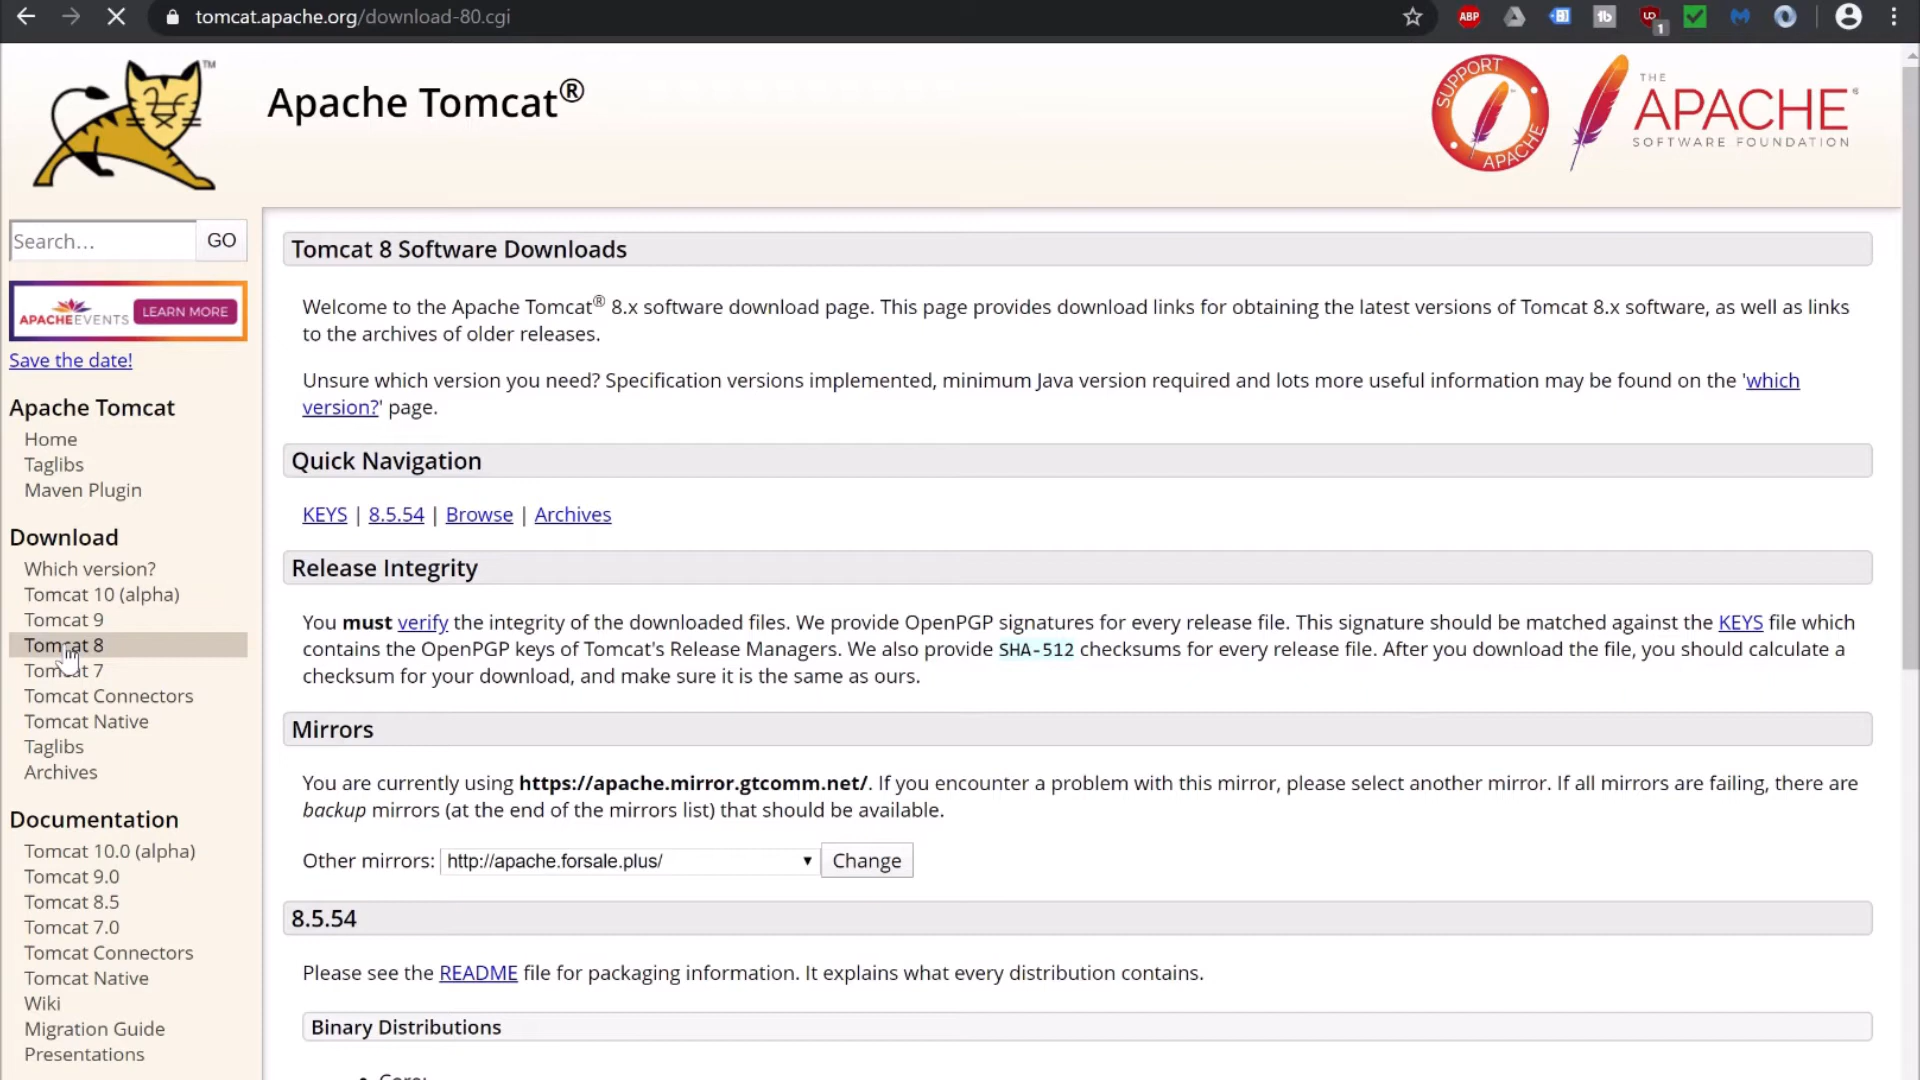 tomcat.apache.org/download-80.cgi
ABP
1
TM
Apache Tomcat®
SUPPORT
APACHE
THE
APACHE®
SOFTWARE FOUNDATION
Search…
GO
APACHEEVENTS
LEARN MORE
Save the date!
Apache Tomcat
Home
Taglibs
Maven Plugin
Download
Which version?
Tomcat 10 (alpha)
Tomcat 9
Tomcat 8
Tomcat 7
Tomcat Connectors
Tomcat Native
Taglibs
Archives
Documentation
Tomcat 10.0 (alpha)
Tomcat 9.0
Tomcat 8.5
Tomcat 7.0
Tomcat Connectors
Tomcat Native
Wiki
Migration Guide
Presentations
Tomcat 8 Software Downloads
Welcome to the Apache Tomcat® 8.x software download page. This page provides download links for obtaining the latest versions of Tomcat 8.x software, as well as links
to the archives of older releases.
Unsure which version you need? Specification versions implemented, minimum Java version required and lots more useful information may be found on the 'which
version?' page.
Quick Navigation
KEYS | 8.5.54 | Browse | Archives
Release Integrity
You must verify the integrity of the downloaded files. We provide OpenPGP signatures for every release file. This signature should be matched against the KEYS file which
contains the OpenPGP keys of Tomcat's Release Managers. We also provide SHA-512 checksums for every release file. After you download the file, you should calculate a
checksum for your download, and make sure it is the same as ours.
Mirrors
You are currently using https://apache.mirror.gtcomm.net/. If you encounter a problem with this mirror, please select another mirror. If all mirrors are failing, there are
backup mirrors (at the end of the mirrors list) that should be available.
Other mirrors: http://apache.forsale.plus/ Change
8.5.54
Please see the README file for packaging information. It explains what every distribution contains.
Binary Distributions
Core: